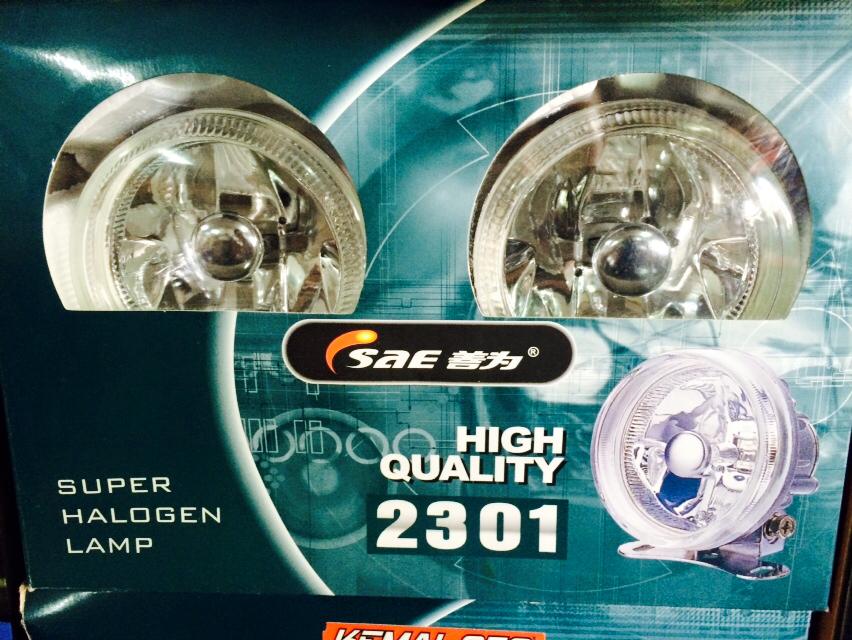 SaE 善为®
HIGH
QUALITY
2301
SUPER
HALOGEN
LAMP